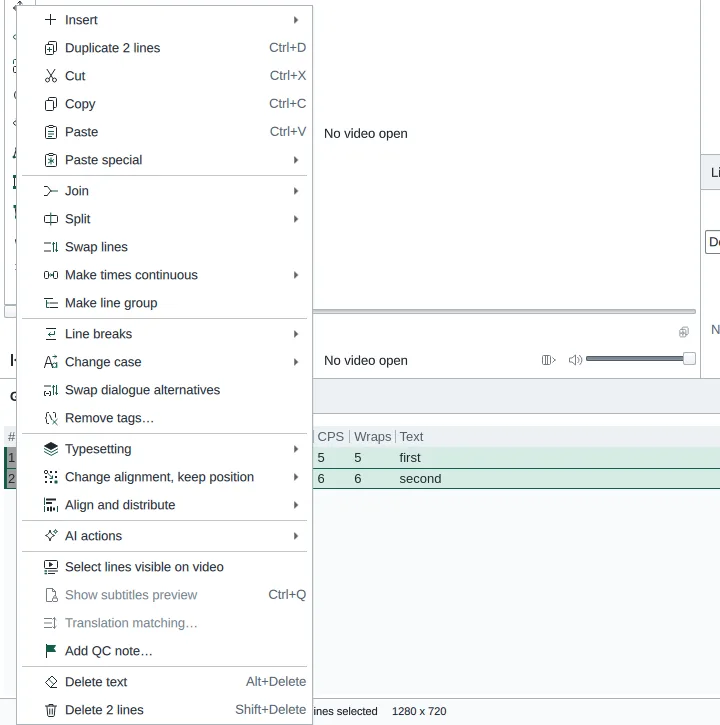 Insert
Duplicate 2 lines Ctrl+D
Cut Ctrl+X
Copy Ctrl+C
Paste Ctrl+V
Paste special
Join
Split
Swap lines
Make times continuous
Make line group
Line breaks
Change case
Swap dialogue alternatives
Remove tags…
Typesetting
Change alignment, keep position
Align and distribute
AI actions
Select lines visible on video
Show subtitles preview Ctrl+Q
Translation matching…
Add QC note…
Delete text Alt+Delete
Delete 2 lines Shift+Delete
No video open
No video open
# CPS Wraps Text
1 5 5 first
2 6 6 second
ines selected 1280 x 720